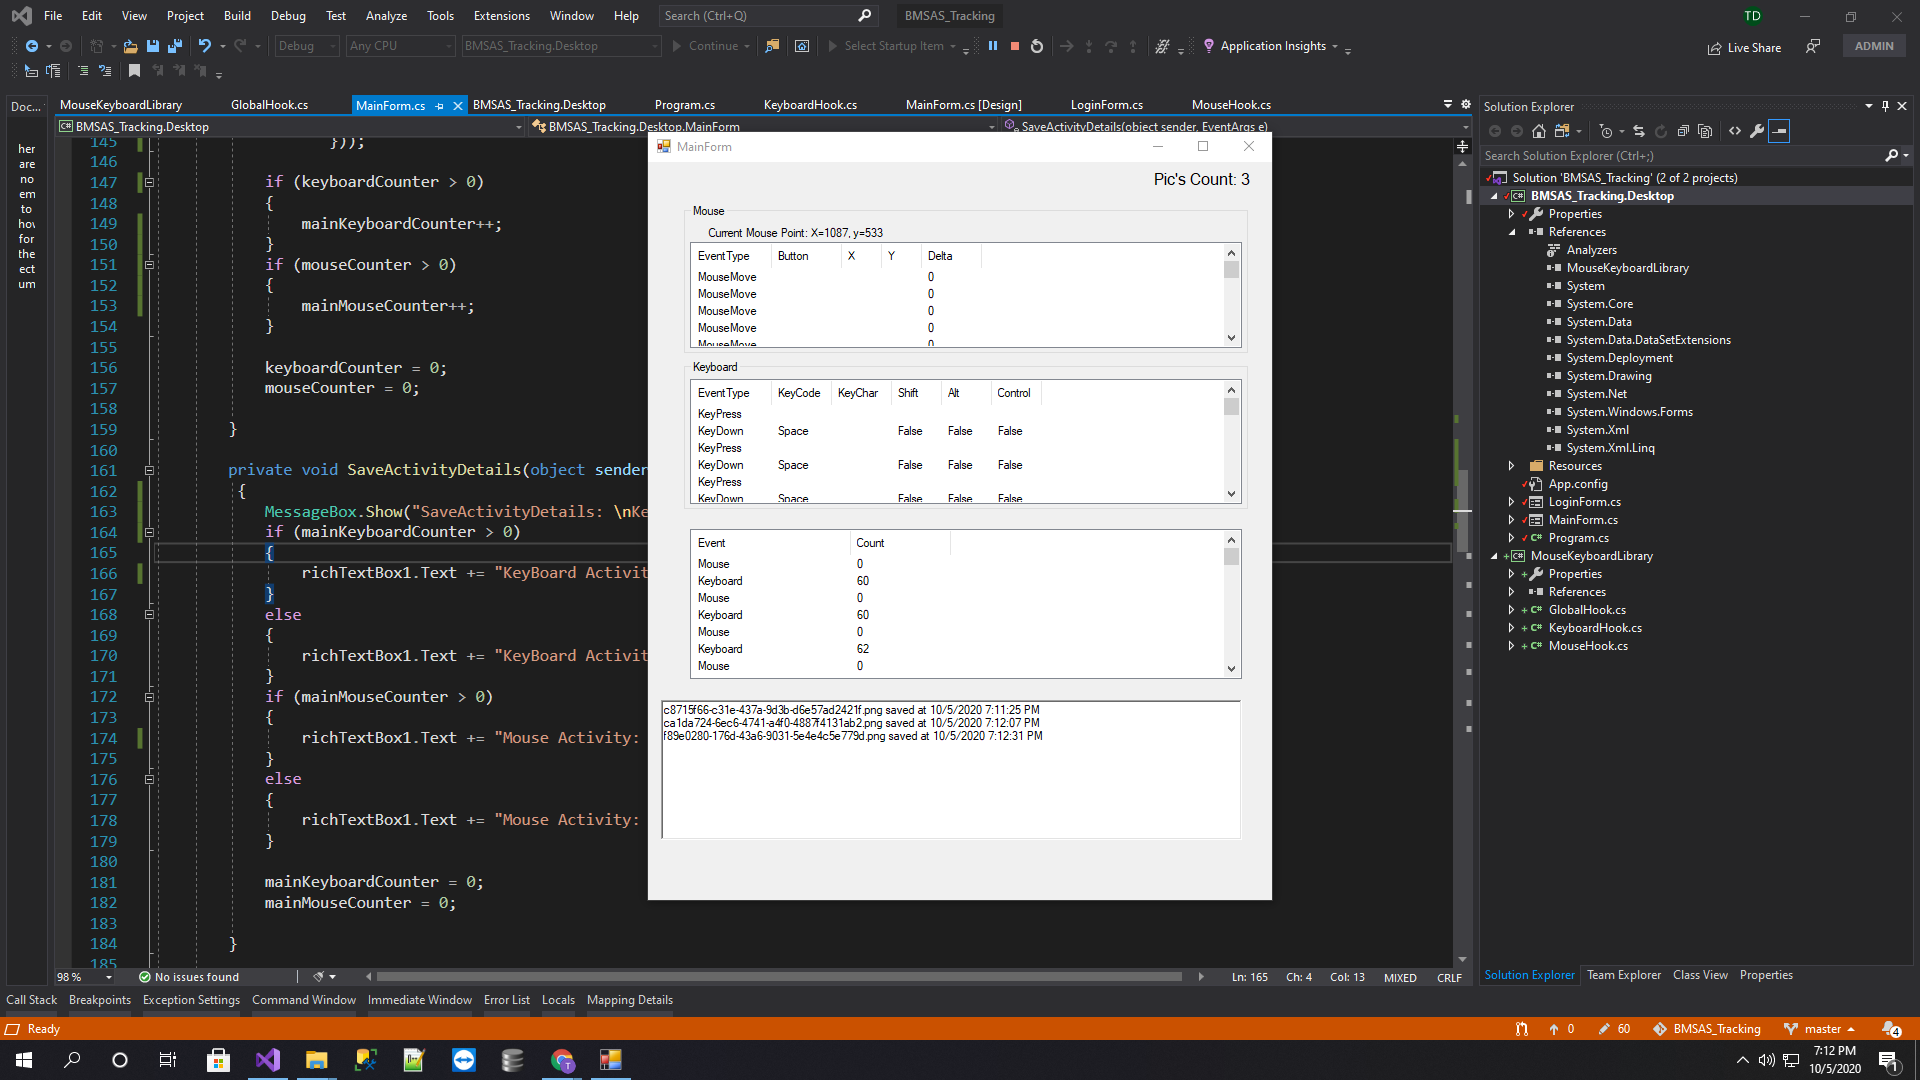 File Edit View Project Build Debug Test Analyze Tools Extensions Window Help Search (Ctrl+Q) BMSAS_Tracking TD
Debug Any CPU BMSAS_Tracking.Desktop Continue Select Startup Item Application Insights Live Share ADMIN
Doc... MouseKeyboardLibrary GlobalHook.cs MainForm.cs BMSAS_Tracking.Desktop Program.cs KeyboardHook.cs MainForm.cs [Design] LoginForm.cs MouseHook.cs
BMSAS_Tracking.Desktop BMSAS_Tracking.Desktop.MainForm SaveActivityDetails(object sender, EventArgs e)
her
are
no
em
to
hov
for
the
ect
um
145 }));
146
147 if (keyboardCounter > 0)
148 {
149 mainKeyboardCounter++;
150 }
151 if (mouseCounter > 0)
152 {
153 mainMouseCounter++;
154 }
155
156 keyboardCounter = 0;
157 mouseCounter = 0;
158
159 }
160
161 private void SaveActivityDetails(object sender
162 {
163 MessageBox.Show("SaveActivityDetails: \nKe
164 if (mainKeyboardCounter > 0)
165 {
166 richTextBox1.Text += "KeyBoard Activit
167 }
168 else
169 {
170 richTextBox1.Text += "KeyBoard Activit
171 }
172 if (mainMouseCounter > 0)
173 {
174 richTextBox1.Text += "Mouse Activity:
175 }
176 else
177 {
178 richTextBox1.Text += "Mouse Activity:
179 }
180
181 mainKeyboardCounter = 0;
182 mainMouseCounter = 0;
183
184 }
185
MainForm
Pic's Count: 3
Mouse
Current Mouse Point: X=1087, y=533
EventType Button X Y Delta
MouseMove 0
MouseMove 0
MouseMove 0
MouseMove 0
MouseMove 0
Keyboard
EventType KeyCode KeyChar Shift Alt Control
KeyPress
KeyDown Space False False False
KeyPress
KeyDown Space False False False
KeyPress
KeyDown Space False False False
Event Count
Mouse 0
Keyboard 60
Mouse 0
Keyboard 60
Mouse 0
Keyboard 62
Mouse 0
c8715f66-c31e-437a-9d3b-d6e57ad2421f.png saved at 10/5/2020 7:11:25 PM
ca1da724-6ec6-4741-a4f0-4887f4131ab2.png saved at 10/5/2020 7:12:07 PM
f89e0280-176d-43a6-9031-5e4e4c5e779d.png saved at 10/5/2020 7:12:31 PM
Solution Explorer
Search Solution Explorer (Ctrl+;)
Solution 'BMSAS_Tracking' (2 of 2 projects)
BMSAS_Tracking.Desktop
Properties
References
Analyzers
MouseKeyboardLibrary
System
System.Core
System.Data
System.Data.DataSetExtensions
System.Deployment
System.Drawing
System.Net
System.Windows.Forms
System.Xml
System.Xml.Linq
Resources
App.config
LoginForm.cs
MainForm.cs
Program.cs
MouseKeyboardLibrary
Properties
References
GlobalHook.cs
KeyboardHook.cs
MouseHook.cs
98 % No issues found Ln: 165 Ch: 4 Col: 13 MIXED CRLF
Solution Explorer Team Explorer Class View Properties
Call Stack Breakpoints Exception Settings Command Window Immediate Window Error List Locals Mapping Details
Ready 0 60 BMSAS_Tracking master 4
7:12 PM
10/5/2020
1